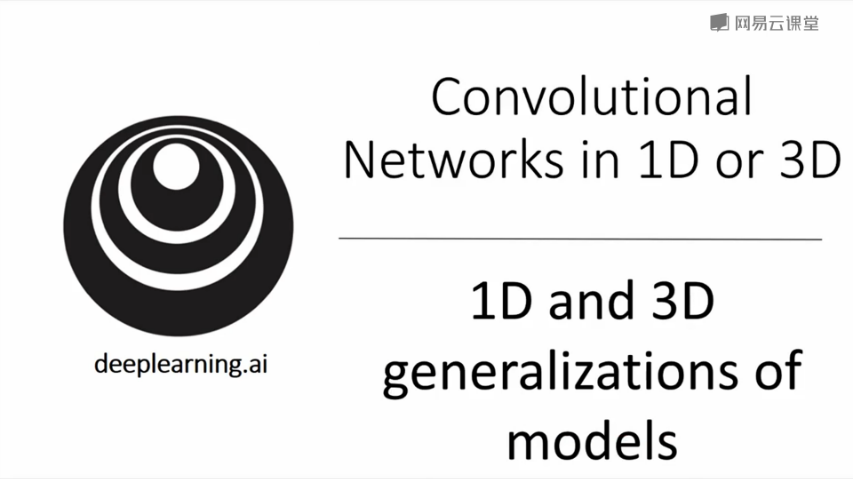 网易云课堂
Convolutional
Networks in 1D or 3D
1D and 3D
generalizations of
models
deeplearning.ai